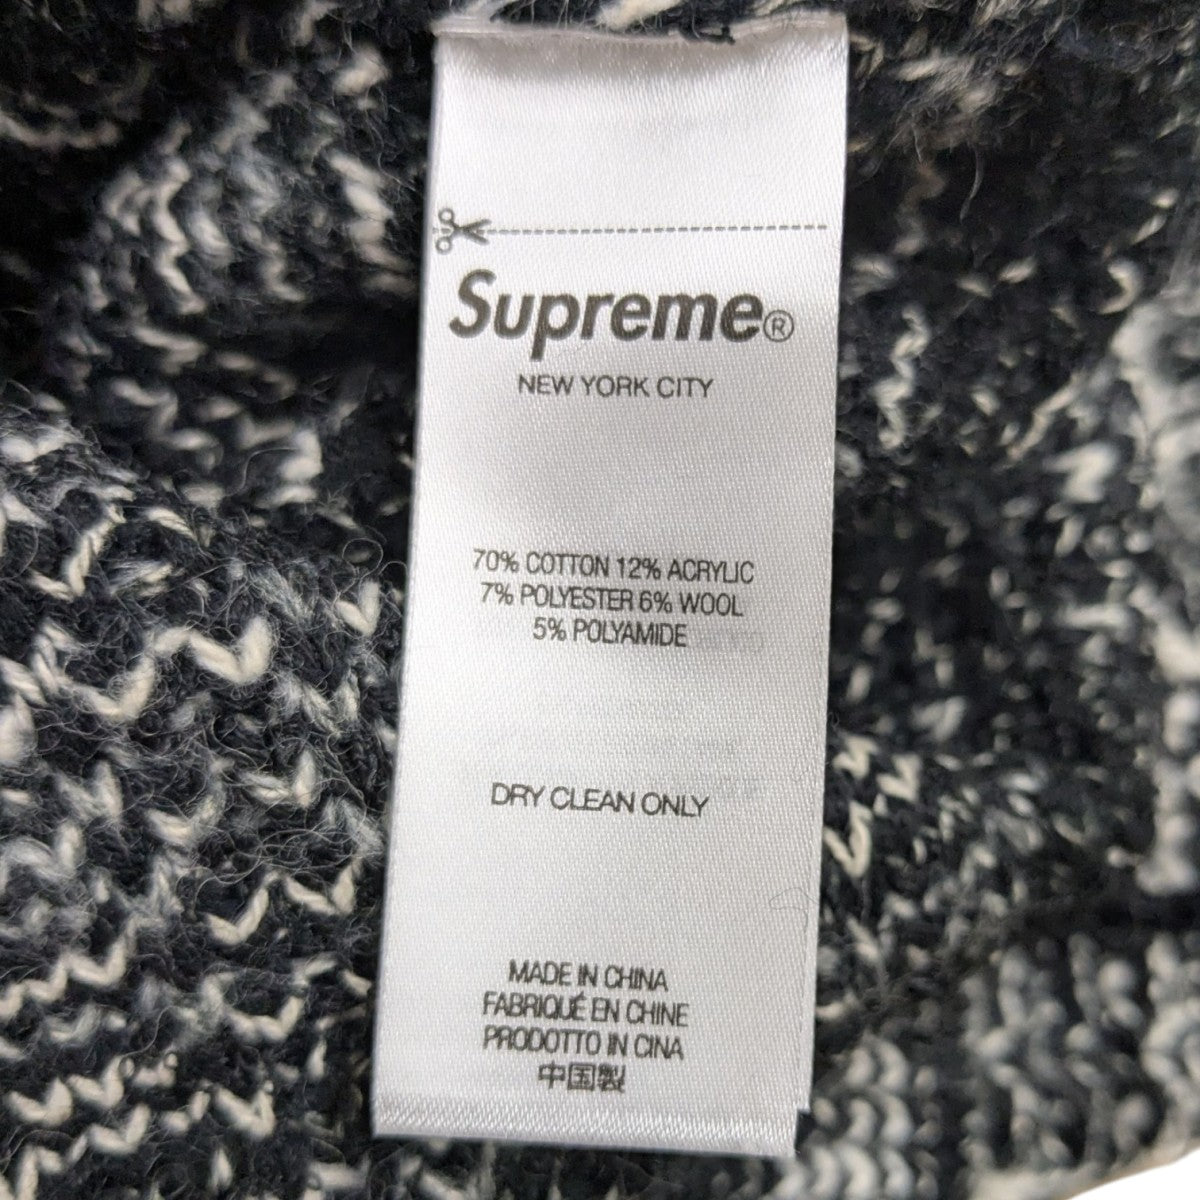 Supreme®
NEW YORK CITY
70% COTTON 12% ACRYLIC
7% POLYESTER 6% WOOL
5% POLYAMIDE
DRY CLEAN ONLY
MADE IN CHINA
FABRIQUÉ EN CHINE
PRODOTTO IN CINA
中国製